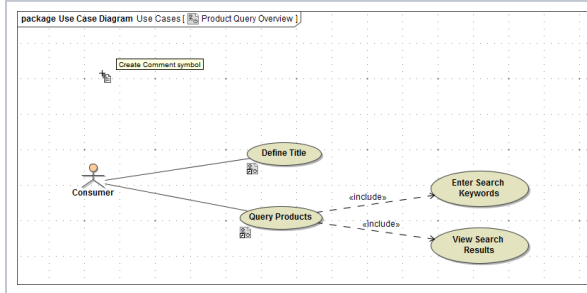 package Use Case Diagram Use Cases [ Product Query Overview ]
Create Comment symbol
Define Title
Consumer
Enter Search
Keywords
«include»
Query Products
«include»
View Search
Results